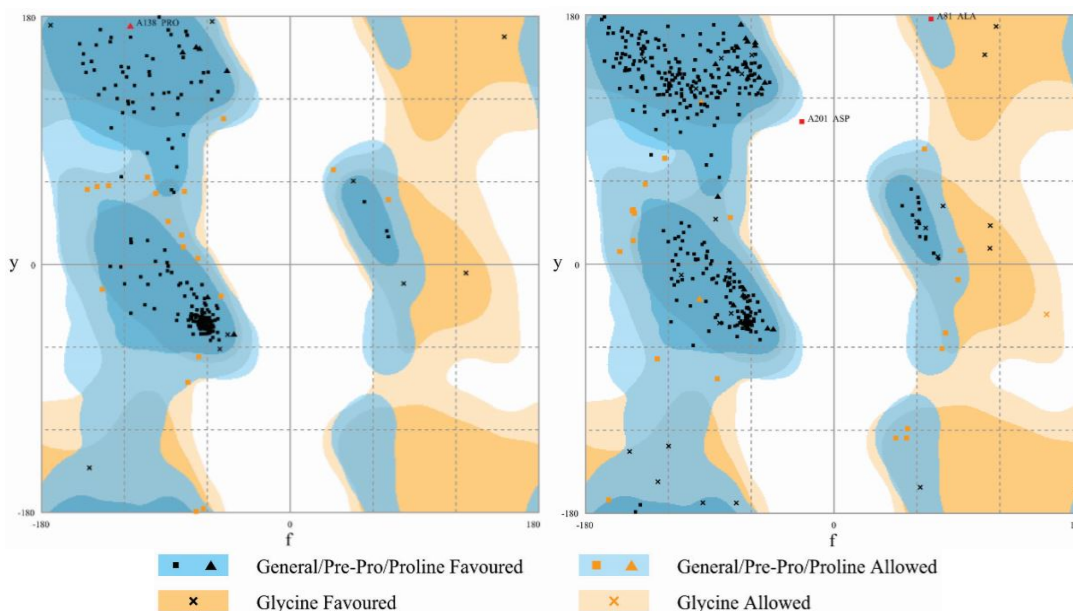 180
A138 PRO
y
0
-180
-180
0
180
f
180
A81 ALA
A201 ASP
y
0
-180
-180
0
180
f
General/Pre-Pro/Proline Favoured
General/Pre-Pro/Proline Allowed
Glycine Favoured
Glycine Allowed